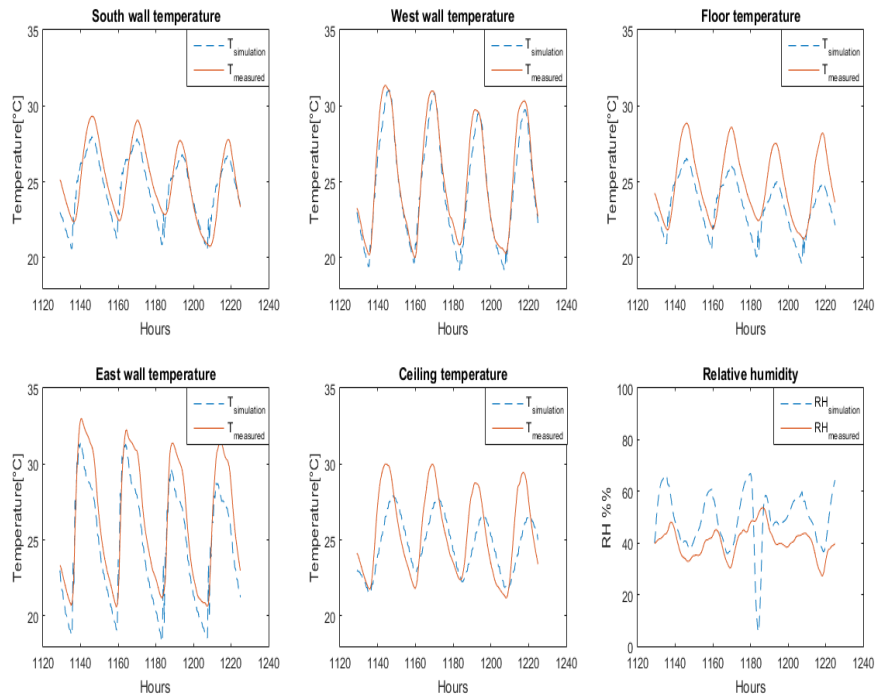 South wall temperature
35
30
25
20
1120 1140 1160 1180 1200 1220 1240
Temperature[°C]
Hours
T simulation
T measured
West wall temperature
35
30
25
20
1120 1140 1160 1180 1200 1220 1240
Temperature[°C]
Hours
T simulation
T measured
Floor temperature
35
30
25
20
1120 1140 1160 1180 1200 1220 1240
Temperature[°C]
Hours
T simulation
T measured
East wall temperature
35
30
25
20
1120 1140 1160 1180 1200 1220 1240
Temperature[°C]
Hours
T simulation
T measured
Ceiling temperature
35
30
25
20
1120 1140 1160 1180 1200 1220 1240
Temperature[°C]
Hours
T simulation
T measured
Relative humidity
100
80
60
40
20
0
1120 1140 1160 1180 1200 1220 1240
RH %%
Hours
RH simulation
RH measured